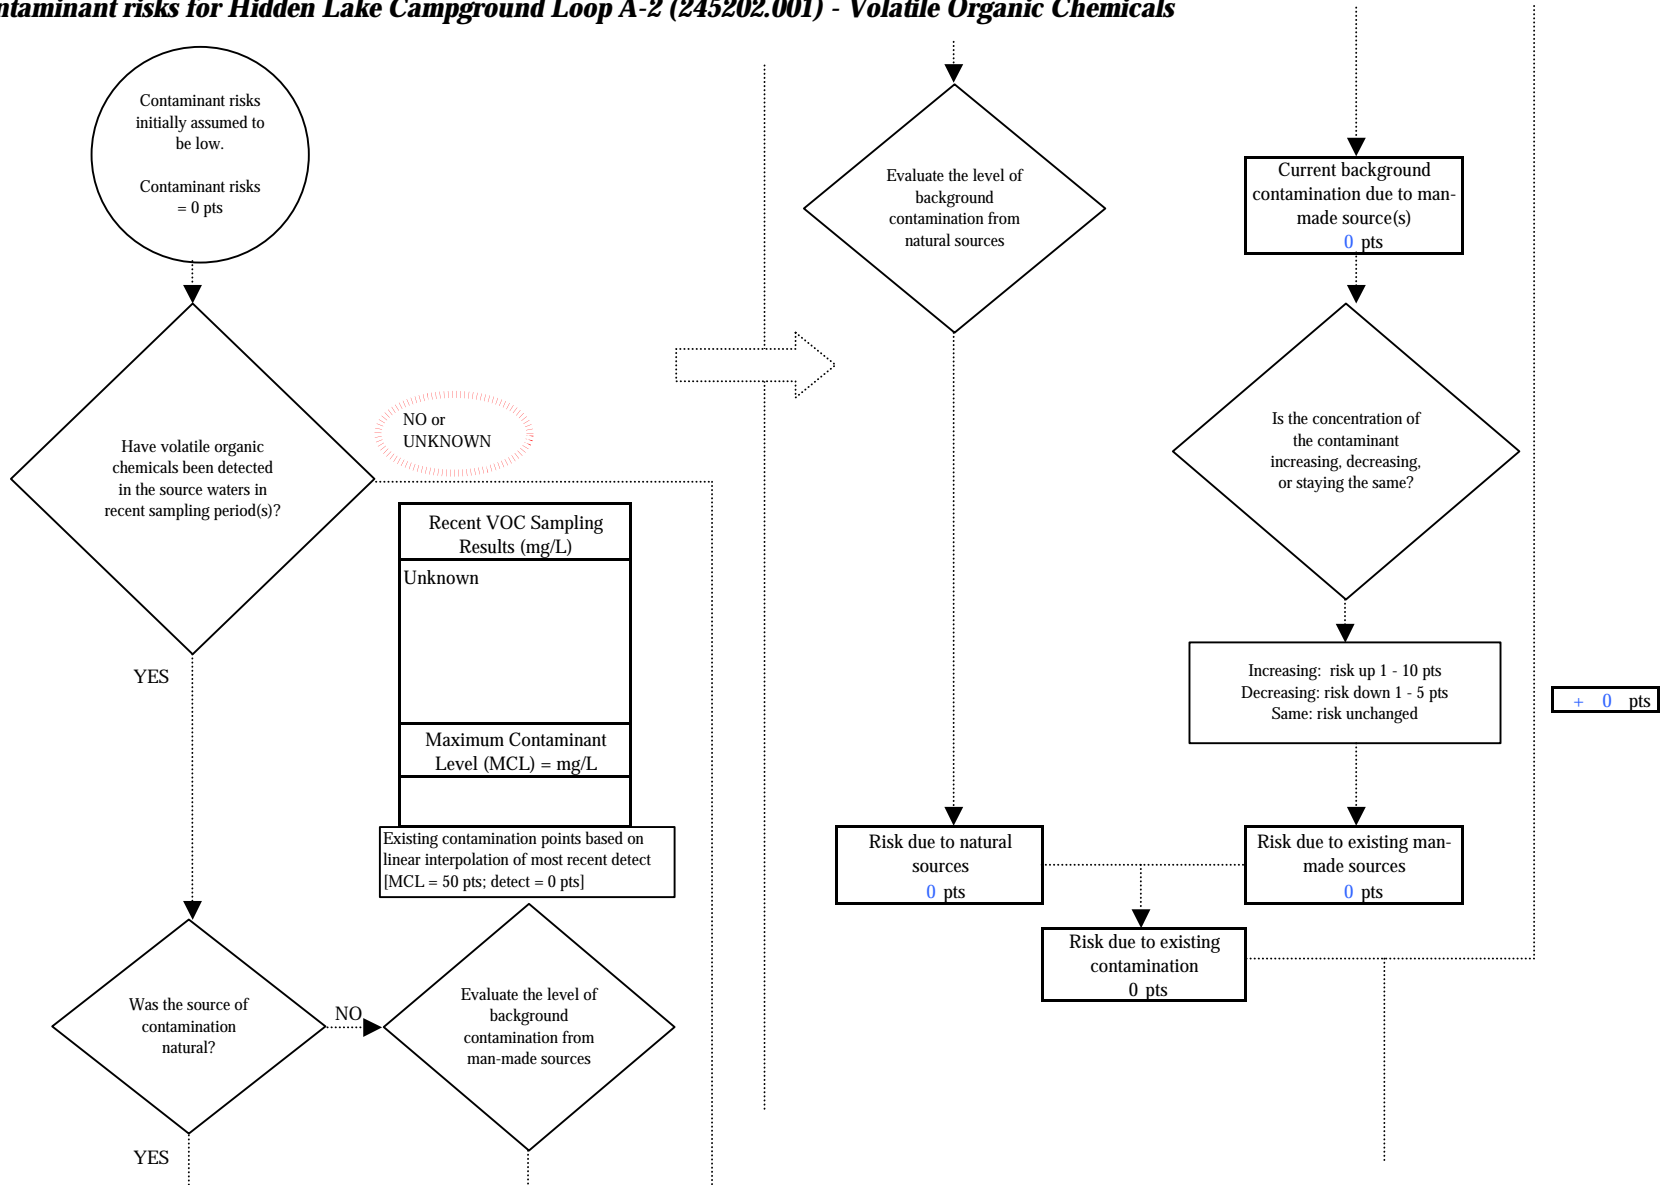 ntaminant risks for Hidden Lake Campground Loop A-2 (245202.001) - Volatile Organic Chemicals
Contaminant risks
initially assumed to
be low.
Contaminant risks
= 0 pts
Have volatile organic
chemicals been detected
in the source waters in
recent sampling period(s)?
NO or
UNKNOWN
YES
Recent VOC Sampling
Results (mg/L)
Unknown
Maximum Contaminant
Level (MCL) = mg/L
Existing contamination points based on
linear interpolation of most recent detect
[MCL = 50 pts; detect = 0 pts]
Was the source of
contamination
natural?
NO
YES
Evaluate the level of
background
contamination from
man-made sources
Evaluate the level of
background
contamination from
natural sources
Risk due to natural
sources
0 pts
Current background
contamination due to man-
made source(s)
0 pts
Is the concentration of
the contaminant
increasing, decreasing,
or staying the same?
Increasing: risk up 1 - 10 pts
Decreasing: risk down 1 - 5 pts
Same: risk unchanged
Risk due to existing man-
made sources
0 pts
Risk due to existing
contamination
0 pts
+ 0 pts